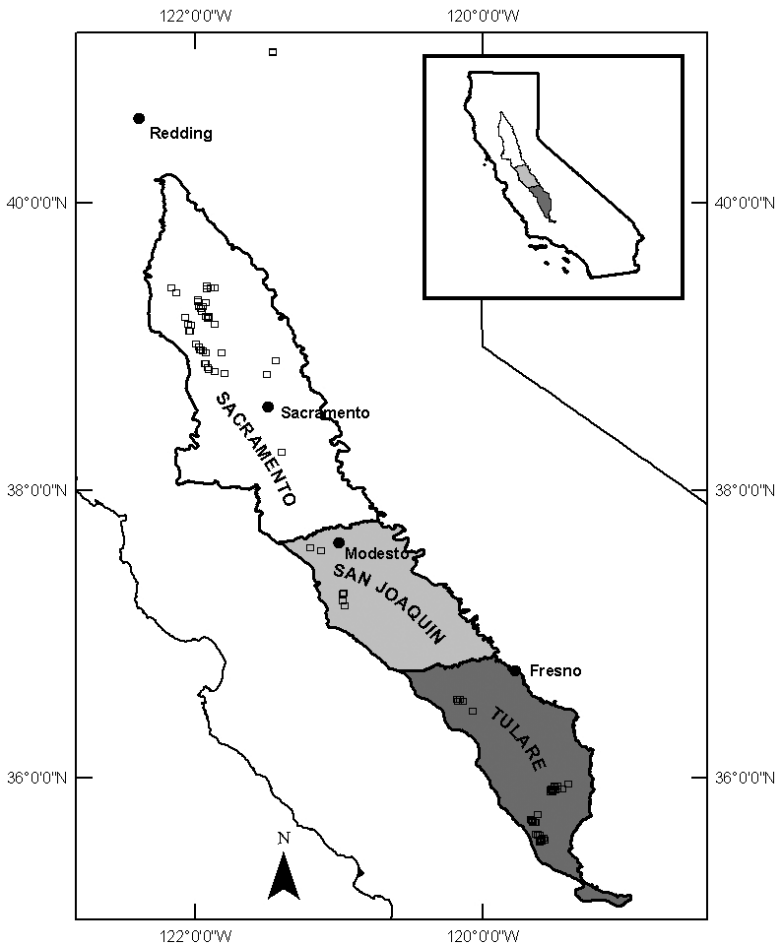 122°0'0"W 120°0'0"W
Redding
40°0'0"N 40°0'0"N
Sacramento
SACRAMENTO
38°0'0"N 38°0'0"N
Modesto
SAN JOAQUIN
Fresno
TULARE
36°0'0"N 36°0'0"N
N
122°0'0"W 120°0'0"W